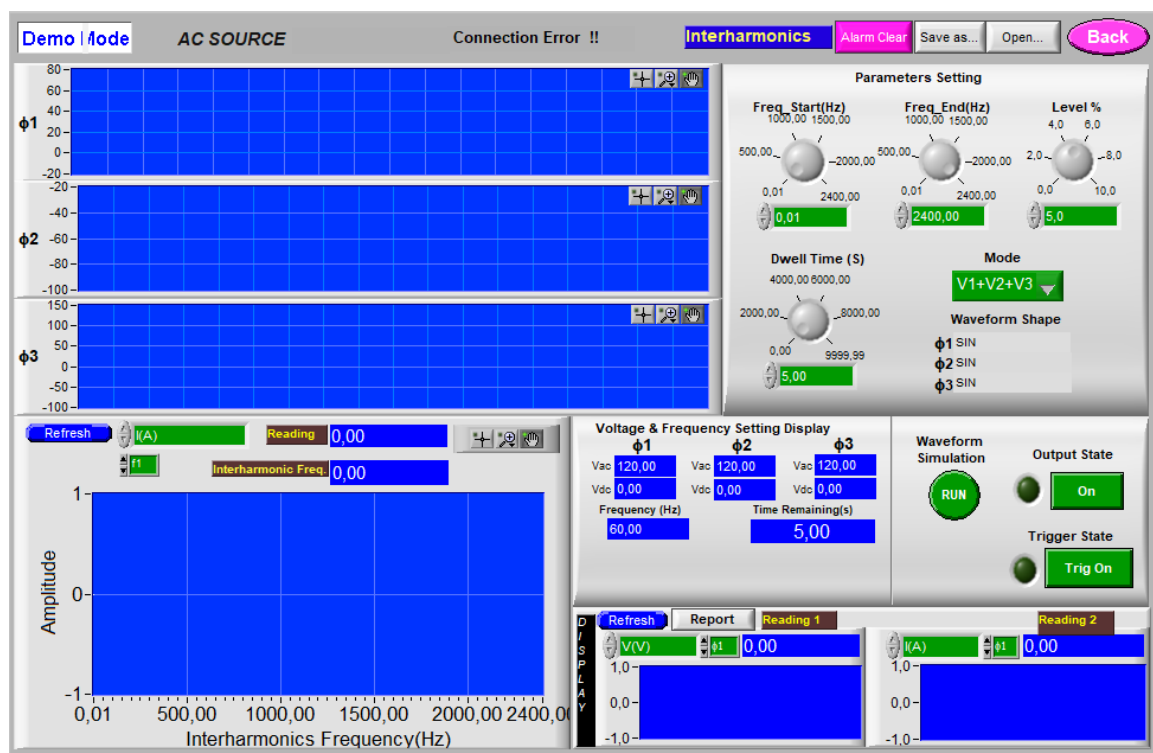 Demo Mode
AC SOURCE
Connection Error !!
Interharmonics
Alarm Clear
Save as...
Open...
Back
ϕ1
80
60
40
20
0
-20
ϕ2
-20
-40
-60
-80
-100
ϕ3
150
100
50
0
-50
-100
Parameters Setting
Freq_Start(Hz)
1000,00 1500,00
500,00
2000,00
0,01
2400,00
0,01
Freq_End(Hz)
1000,00 1500,00
500,00
2000,00
0,01
2400,00
2400,00
Level %
4,0 6,0
2,0
8,0
0,0
10,0
5,0
Dwell Time (S)
4000,00 6000,00
2000,00
8000,00
0,00
9999,99
5,00
Mode
V1+V2+V3
Waveform Shape
ϕ1 SIN
ϕ2 SIN
ϕ3 SIN
Refresh
I(A)
Reading
0,00
f1
Interharmonic Freq.
0,00
Amplitude
1
0
-1
0,01 500,00 1000,00 1500,00 2000,00 2400,00
Interharmonics Frequency(Hz)
Voltage & Frequency Setting Display
ϕ1 ϕ2 ϕ3
Vac 120,00 Vac 120,00 Vac 120,00
Vdc 0,00 Vdc 0,00 Vdc 0,00
Frequency (Hz)
60,00
Time Remaining(s)
5,00
Waveform
Simulation
RUN
Output State
On
Trigger State
Trig On
DISPLAY
Refresh
Report
Reading 1
V(V)
ϕ1
0,00
1,0
0,0
-1,0
Reading 2
I(A)
ϕ1
0,00
1,0
0,0
-1,0